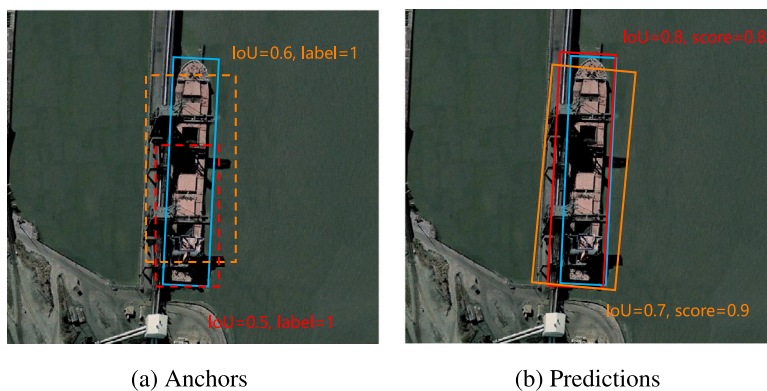 IoU=0.6, label=1
IoU=0.5, label=1
IoU=0.8, score=0.8
IoU=0.7, score=0.9
(a) Anchors
(b) Predictions